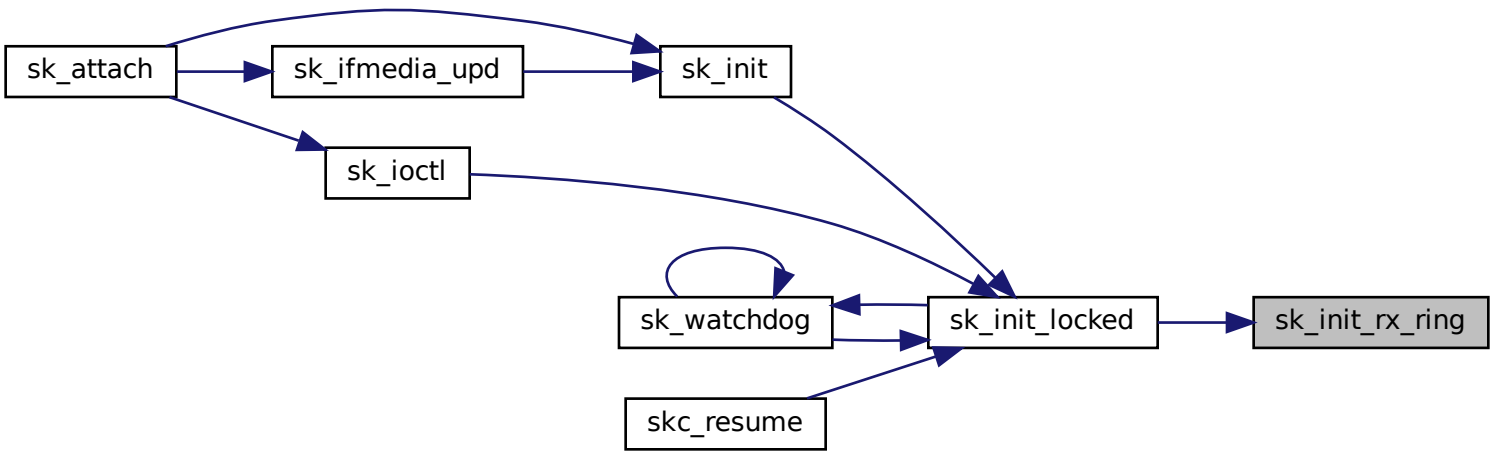 sk_attach
sk_ifmedia_upd
sk_init
sk_ioctl
sk_watchdog
sk_init_locked
sk_init_rx_ring
skc_resume